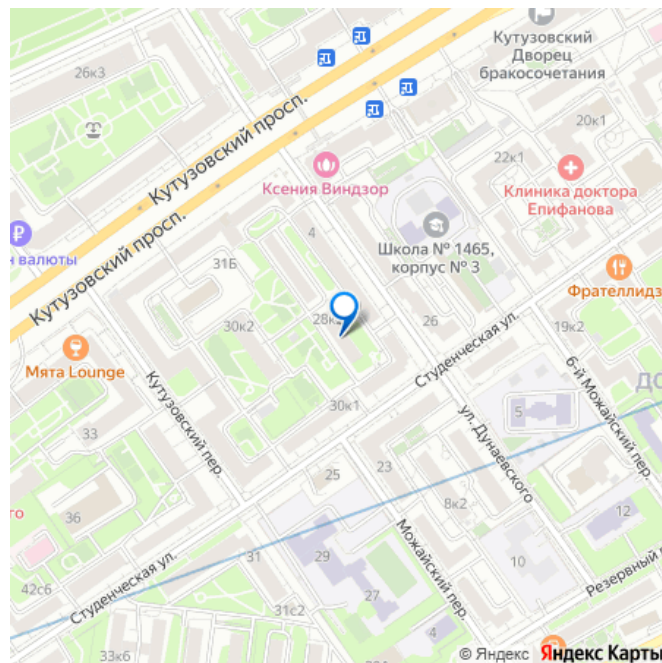 26к3
Кутузовский
Дворец
бракосочетания
20к1
Кутузовский просп.
22к1
Ксения Виндзор
Клиника доктора
Епифанова
Кутузовский просп.
4
Школа № 1465,
корпус № 3
н валюты
31Б
Фрателлидз
28к
26
19к2
30к2
Студенческая ул.
Мята Lounge
6-й Можайский пер.
Кутузовский пер.
30к1
5
ул. Дунаевского
33
23
25
8к2
36
12
го
Можайский пер.
31
29
10
Студенческая ул.
42с6
27
Резервный
31с2
4
33к6
© Яндекс Яндекс Карты